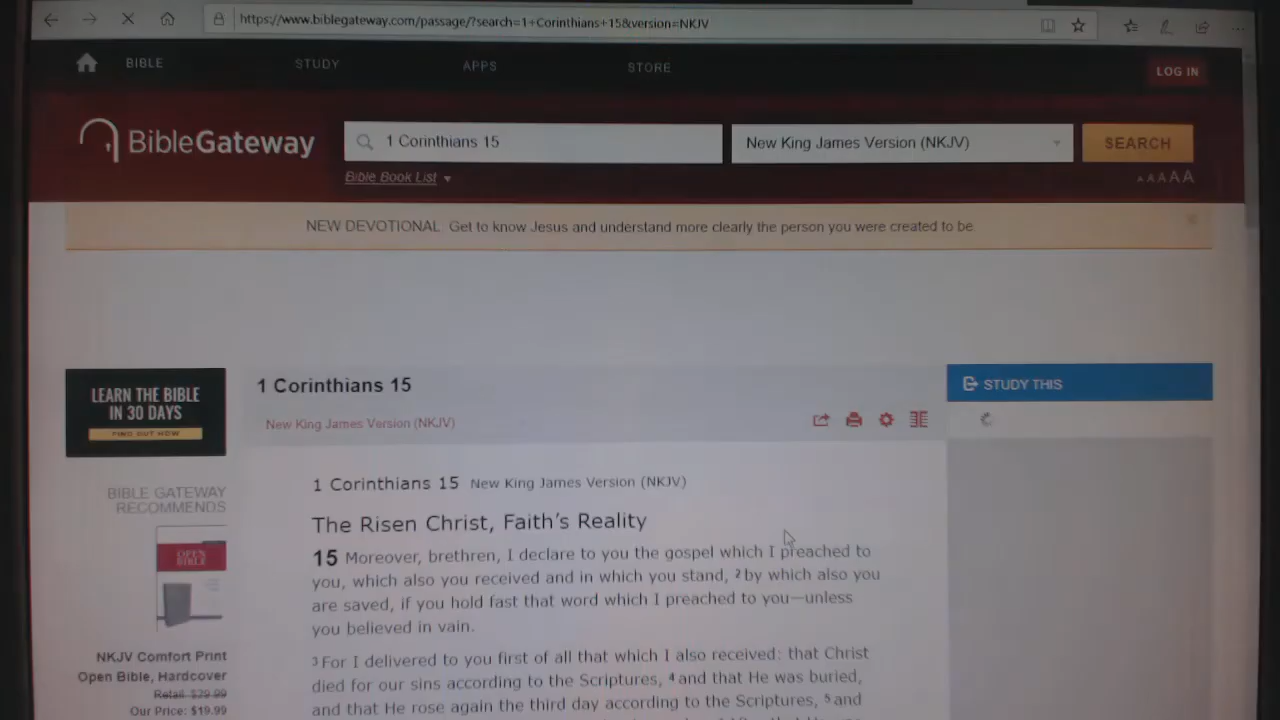 https://www.biblegateway.com/passage/?search=1+Corinthians+15&version=NKJV
BIBLE STUDY APPS STORE LOG IN
BibleGateway 1 Corinthians 15 New King James Version (NKJV) SEARCH
Bible Book List A A A A A
NEW DEVOTIONAL. Get to know Jesus and understand more clearly the person you were created to be.
LEARN THE BIBLE
IN 30 DAYS
FIND OUT NOW
BIBLE GATEWAY
RECOMMENDS
OPEN
BIBLE
NKJV Comfort Print
Open Bible, Hardcover
Retail: $29.99
Our Price: $19.99
1 Corinthians 15
New King James Version (NKJV)
1 Corinthians 15 New King James Version (NKJV)
The Risen Christ, Faith's Reality
15 Moreover, brethren, I declare to you the gospel which I preached to
you, which also you received and in which you stand, 2 by which also you
are saved, if you hold fast that word which I preached to you—unless
you believed in vain.
3 For I delivered to you first of all that which I also received: that Christ
died for our sins according to the Scriptures, 4 and that He was buried,
and that He rose again the third day according to the Scriptures, 5 and
STUDY THIS